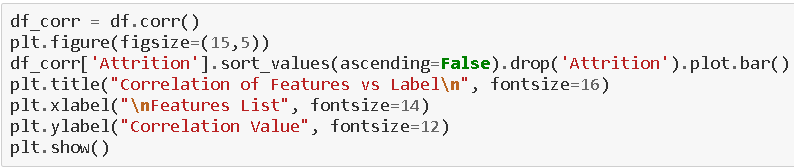 df_corr = df.corr()
plt.figure(figsize=(15,5))
df_corr['Attrition'].sort_values(ascending=False).drop('Attrition').plot.bar()
plt.title("Correlation of Features vs Label\n", fontsize=16)
plt.xlabel("\nFeatures List", fontsize=14)
plt.ylabel("Correlation Value", fontsize=12)
plt.show()